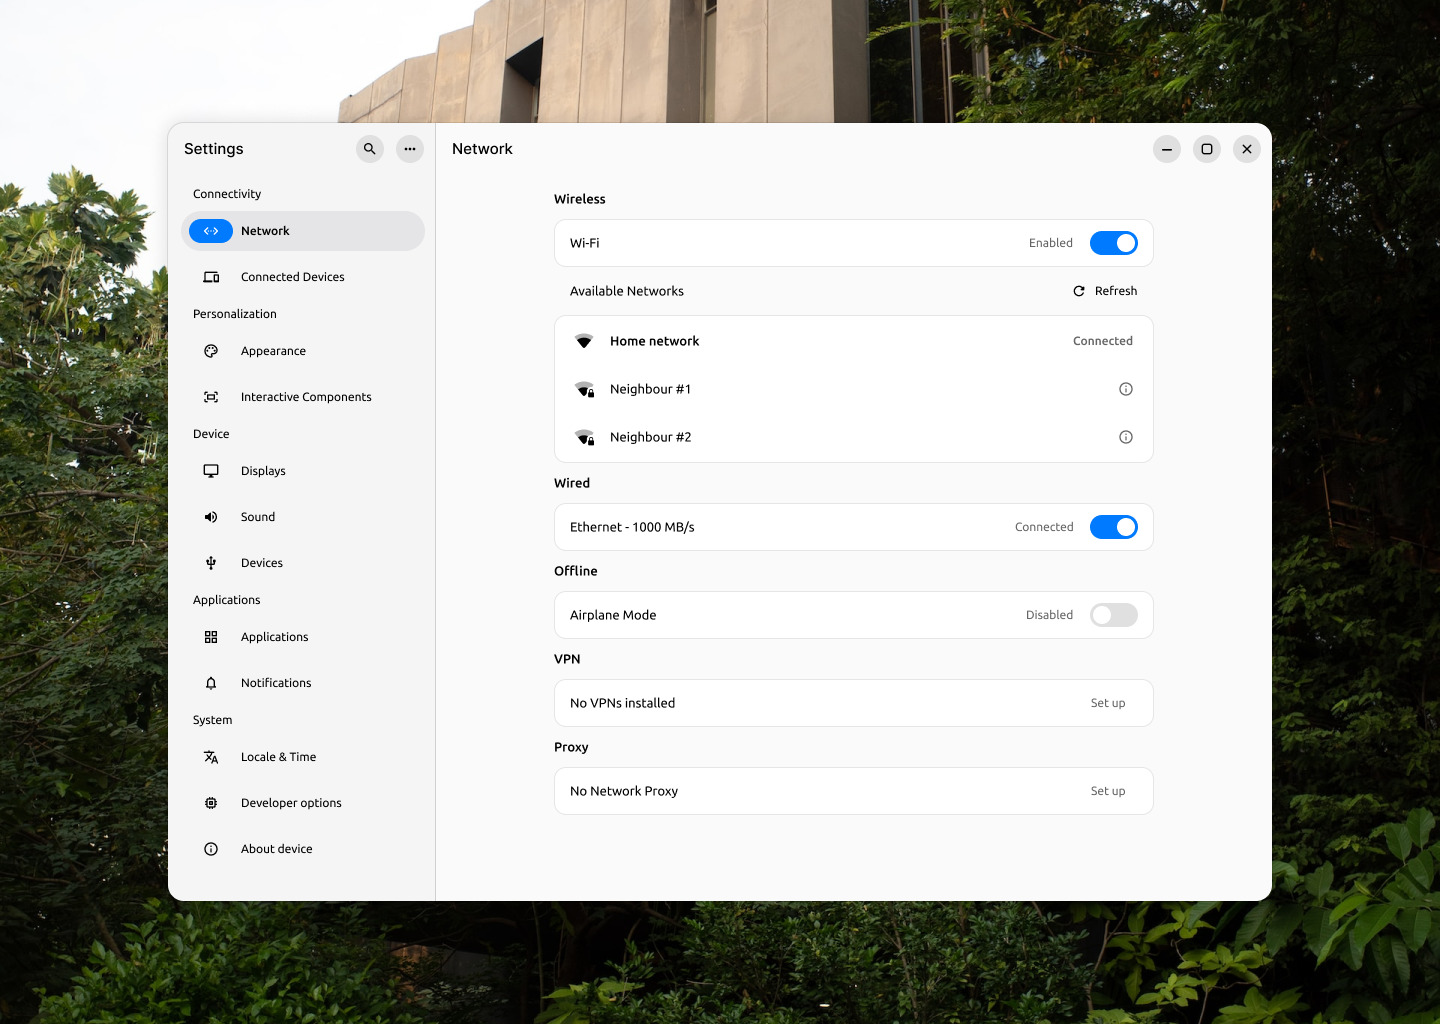 Settings
Connectivity
Network
Connected Devices
Personalization
Appearance
Interactive Components
Device
Displays
Sound
Devices
Applications
Applications
Notifications
System
Locale & Time
Developer options
About device
Network
Wireless
Wi-Fi Enabled
Available Networks Refresh
Home network Connected
Neighbour #1
Neighbour #2
Wired
Ethernet - 1000 MB/s Connected
Offline
Airplane Mode Disabled
VPN
No VPNs installed Set up
Proxy
No Network Proxy Set up